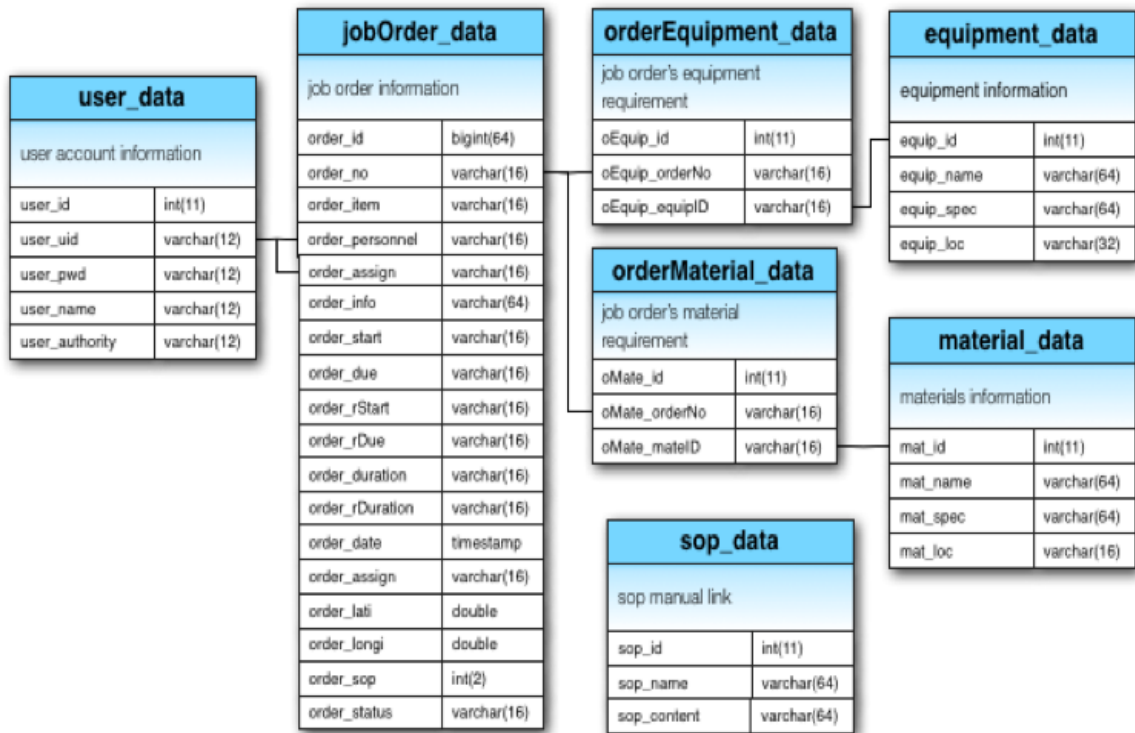 user_data
user account information
user_id int(11)
user_uid varchar(12)
user_pwd varchar(12)
user_name varchar(12)
user_authority varchar(12)
jobOrder_data
job order information
order_id bigint(64)
order_no varchar(16)
order_item varchar(16)
order_personnel varchar(16)
order_assign varchar(16)
order_info varchar(64)
order_start varchar(16)
order_due varchar(16)
order_rStart varchar(16)
order_rDue varchar(16)
order_duration varchar(16)
order_rDuration varchar(16)
order_date timestamp
order_assign varchar(16)
order_lati double
order_longi double
order_sop int(2)
order_status varchar(16)
orderEquipment_data
job order's equipment
requirement
oEquip_id int(11)
oEquip_orderNo varchar(16)
oEquip_equipID varchar(16)
orderMaterial_data
job order's material
requirement
oMate_id int(11)
oMate_orderNo varchar(16)
oMate_mateID varchar(16)
sop_data
sop manual link
sop_id int(11)
sop_name varchar(64)
sop_content varchar(64)
equipment_data
equipment information
equip_id int(11)
equip_name varchar(64)
equip_spec varchar(64)
equip_loc varchar(32)
material_data
materials information
mat_id int(11)
mat_name varchar(64)
mat_spec varchar(64)
mat_loc varchar(16)